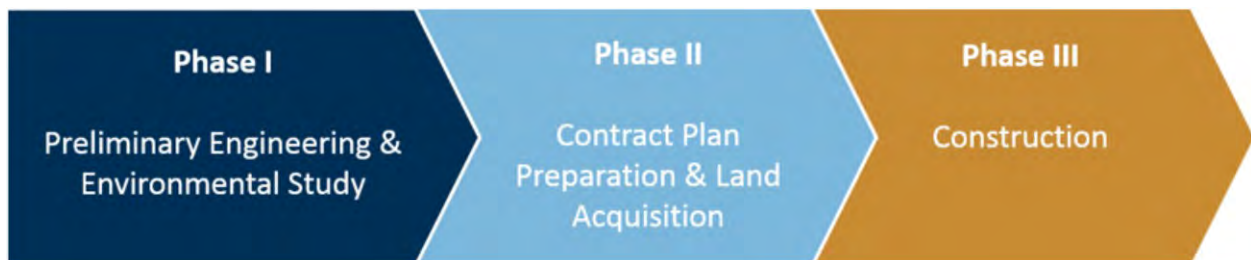 Phase I
Preliminary Engineering &
Environmental Study
Phase II
Contract Plan
Preparation & Land
Acquisition
Phase III
Construction